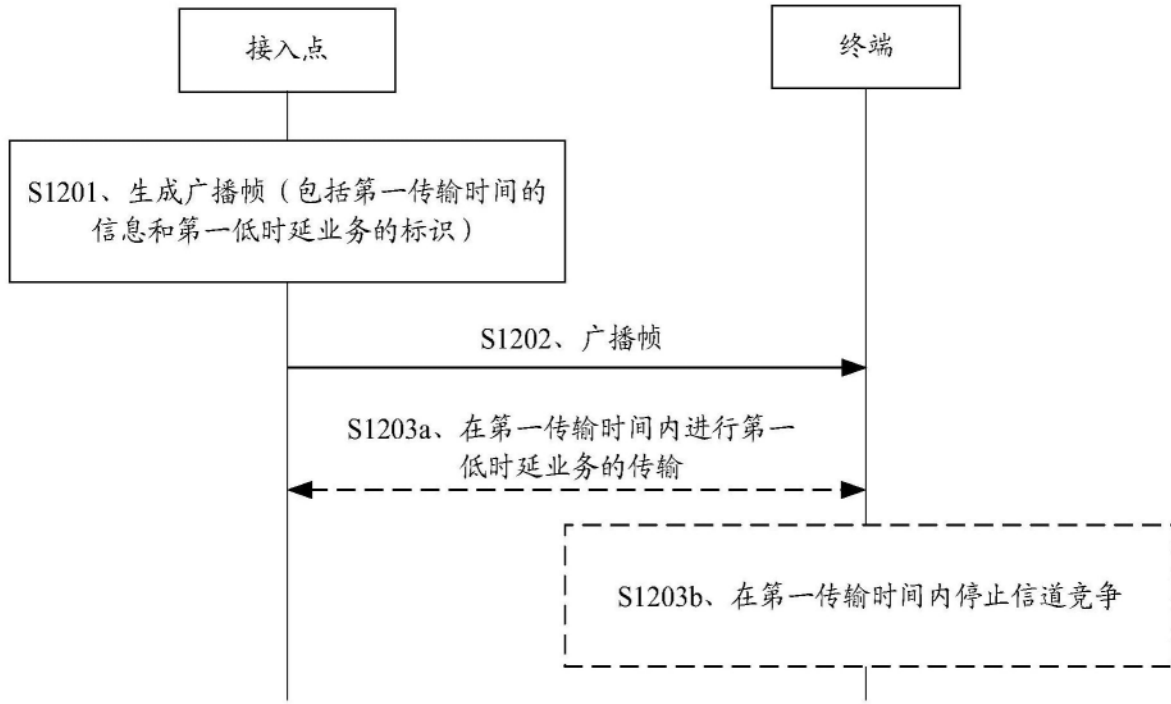 接入点
终端
S1201、生成广播帧（包括第一传输时间的
信息和第一低时延业务的标识）
S1202、广播帧
S1203a、在第一传输时间内进行第一
低时延业务的传输
S1203b、在第一传输时间内停止信道竞争